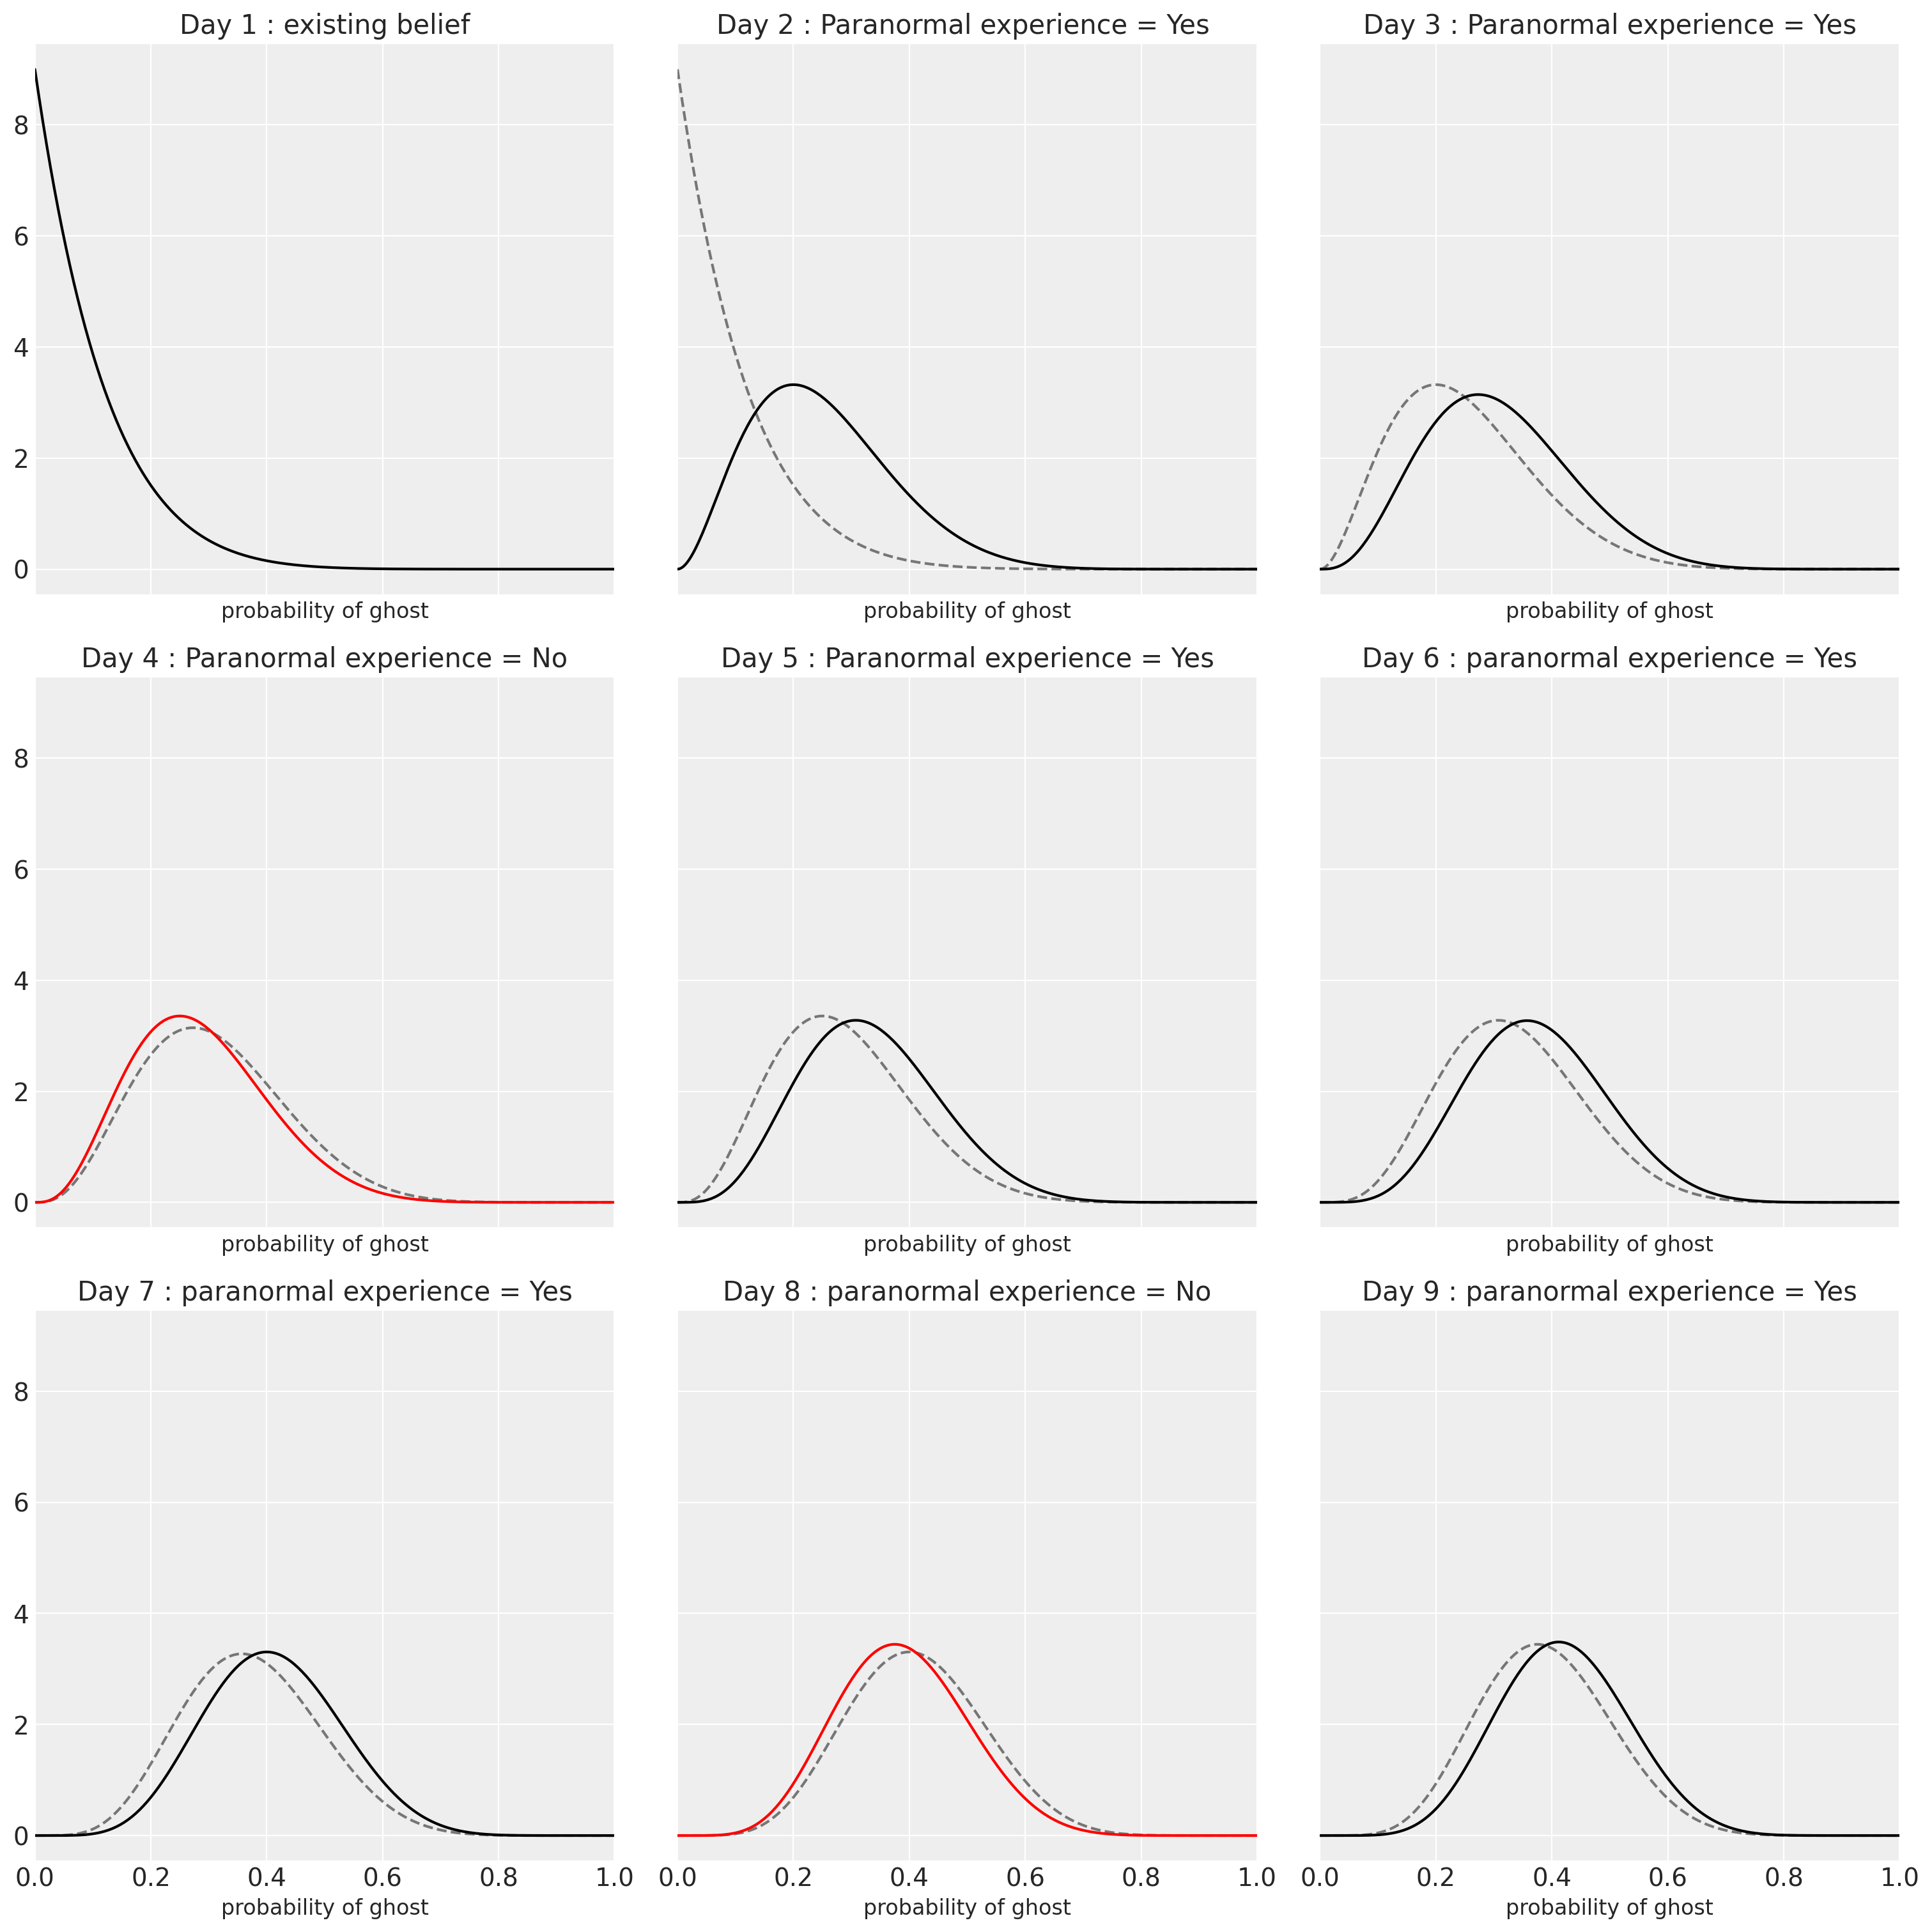 Day 1 : existing belief
Day 2 : Paranormal experience = Yes
Day 3 : Paranormal experience = Yes
8
6
4
2
0
probability of ghost
probability of ghost
probability of ghost
Day 4 : Paranormal experience = No
Day 5 : Paranormal experience = Yes
Day 6 : paranormal experience = Yes
8
6
4
2
0
probability of ghost
probability of ghost
probability of ghost
Day 7 : paranormal experience = Yes
Day 8 : paranormal experience = No
Day 9 : paranormal experience = Yes
8
6
4
2
0
0.0 0.2 0.4 0.6 0.8 1.0
0.0 0.2 0.4 0.6 0.8 1.0
0.0 0.2 0.4 0.6 0.8 1.0
probability of ghost
probability of ghost
probability of ghost